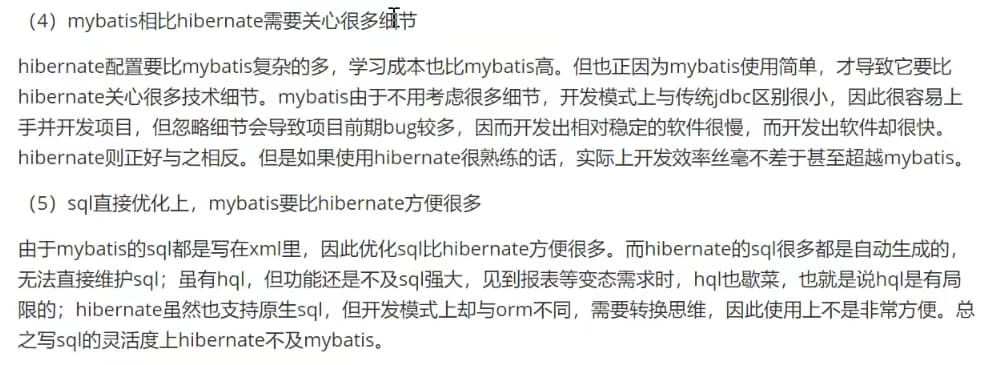 （4）mybatis相比hibernate需要关心很多细节
hibernate配置要比mybatis复杂的多，学习成本也比mybatis高。但也正因为mybatis使用简单，才导致它要比
hibernate关心很多技术细节。mybatis由于不用考虑很多细节，开发模式上与传统jdbc区别很小，因此很容易上
手并开发项目，但忽略细节会导致项目前期bug较多，因而开发出相对稳定的软件很慢，而开发出软件却很快。
hibernate则正好与之相反。但是如果使用hibernate很熟练的话，实际上开发效率丝毫不差于甚至超越mybatis。
（5）sql直接优化上，mybatis要比hibernate方便很多
由于mybatis的sql都是写在xml里，因此优化sql比hibernate方便很多。而hibernate的sql很多都是自动生成的，
无法直接维护sql；虽有hql，但功能还是不及sql强大，见到报表等变态需求时，hql也歇菜，也就是说hql是有局
限的；hibernate虽然也支持原生sql，但开发模式上却与orm不同，需要转换思维，因此使用上不是非常方便。总
之写sql的灵活度上hibernate不及mybatis。